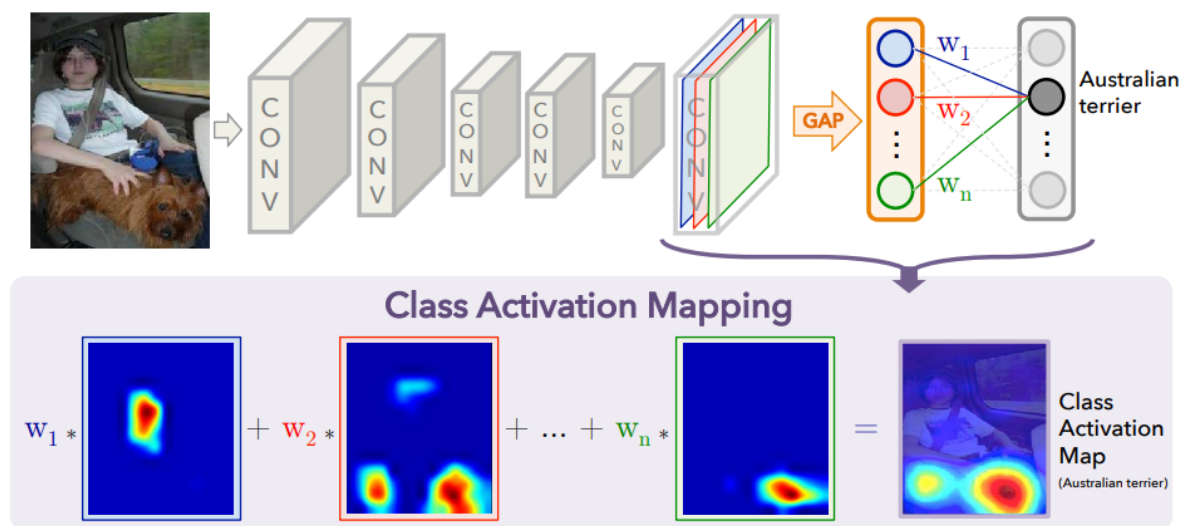 CONV
CONV
CONV
CONV
CONV
CONV
GAP
w1
w2
⋮
wn
⋮
Australian
terrier
Class Activation Mapping
w1 * + w2 * + ... + wn * =
Class
Activation
Map
(Australian terrier)